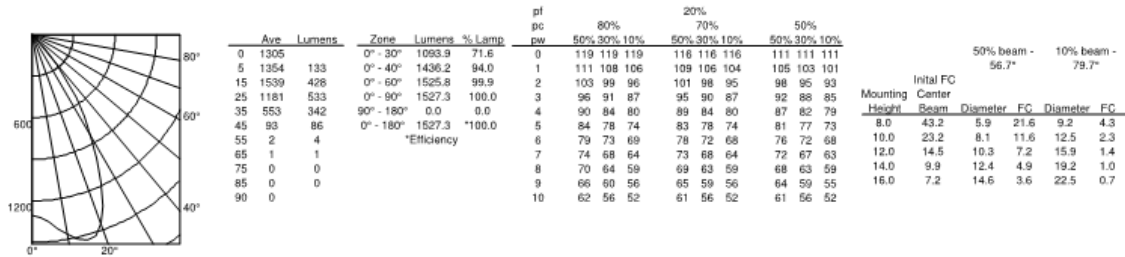 600
1200
0°
20°
40°
60°
80°
Ave Lumens
0 1305
5 1354 133
15 1539 428
25 1181 533
35 553 342
45 93 86
55 2 4
65 1 1
75 0 0
85 0 0
90 0
Zone Lumens % Lamp
0° - 30° 1093.9 71.6
0° - 40° 1436.2 94.0
0° - 60° 1525.8 99.9
0° - 90° 1527.3 100.0
90° - 180° 0.0 0.0
0° - 180° 1527.3 *100.0
*Efficiency
pf 20%
pc 80% 70% 50%
pw 50% 30% 10% 50% 30% 10% 50% 30% 10%
0 119 119 119 116 116 116 111 111 111
1 111 108 106 109 106 104 105 103 101
2 103 99 96 101 98 95 98 95 93
3 96 91 87 95 90 87 92 88 85
4 90 84 80 89 84 80 87 82 79
5 84 78 74 83 78 74 81 77 73
6 79 73 69 78 72 68 76 72 68
7 74 68 64 73 68 64 72 67 63
8 70 64 59 69 63 59 68 63 59
9 66 60 56 65 59 56 64 59 55
10 62 56 52 61 56 52 61 56 52
50% beam - 10% beam -
56.7° 79.7°
Inital FC
Mounting Center
Height Beam Diameter FC Diameter FC
8.0 43.2 5.9 21.6 9.2 4.3
10.0 23.2 8.1 11.6 12.5 2.3
12.0 14.5 10.3 7.2 15.9 1.4
14.0 9.9 12.4 4.9 19.2 1.0
16.0 7.2 14.6 3.6 22.5 0.7